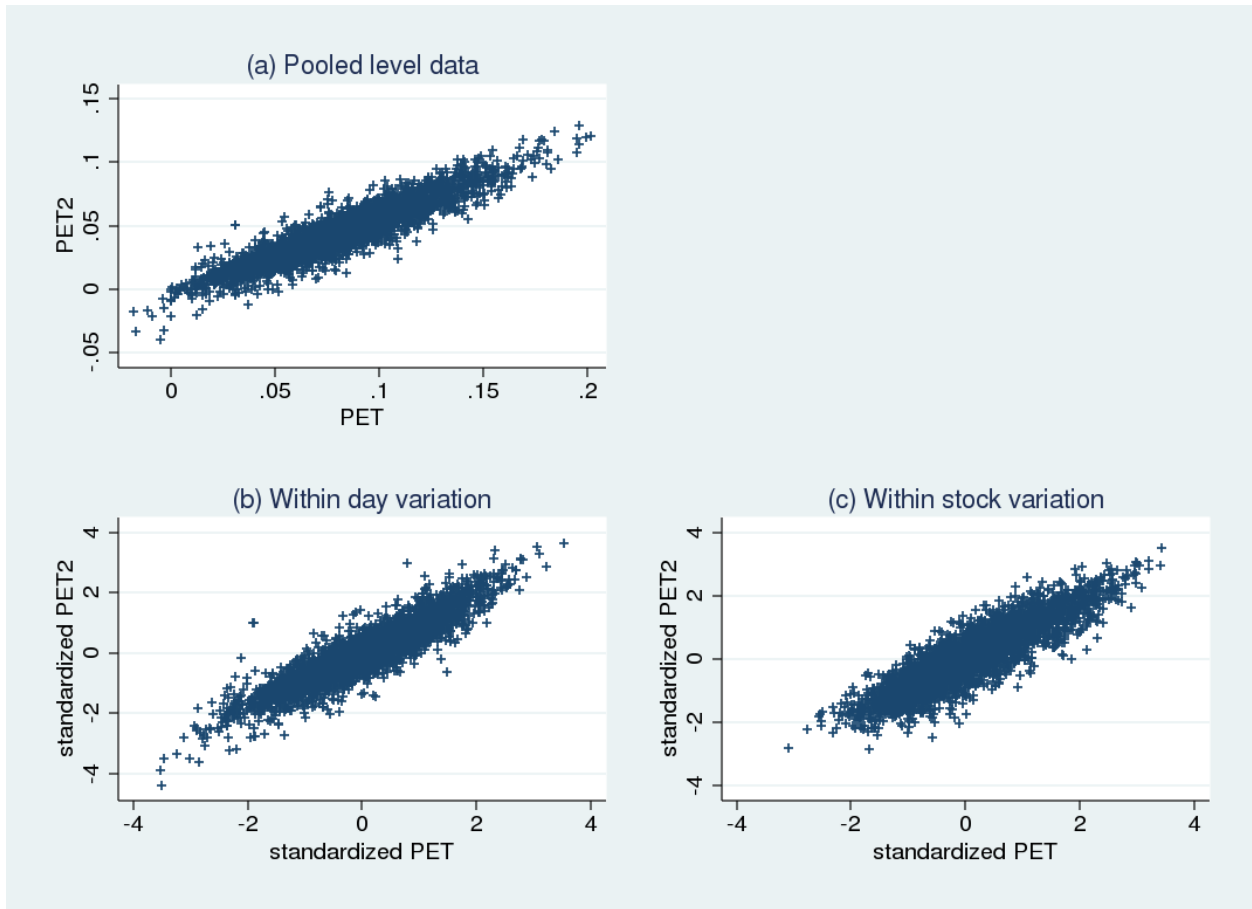 (a) Pooled level data
.15
.1
.05
0
-.05
PET2
0 .05 .1 .15 .2
PET
(b) Within day variation
4
2
0
-2
-4
standardized PET2
-4 -2 0 2 4
standardized PET
(c) Within stock variation
4
2
0
-2
-4
standardized PET2
-4 -2 0 2 4
standardized PET